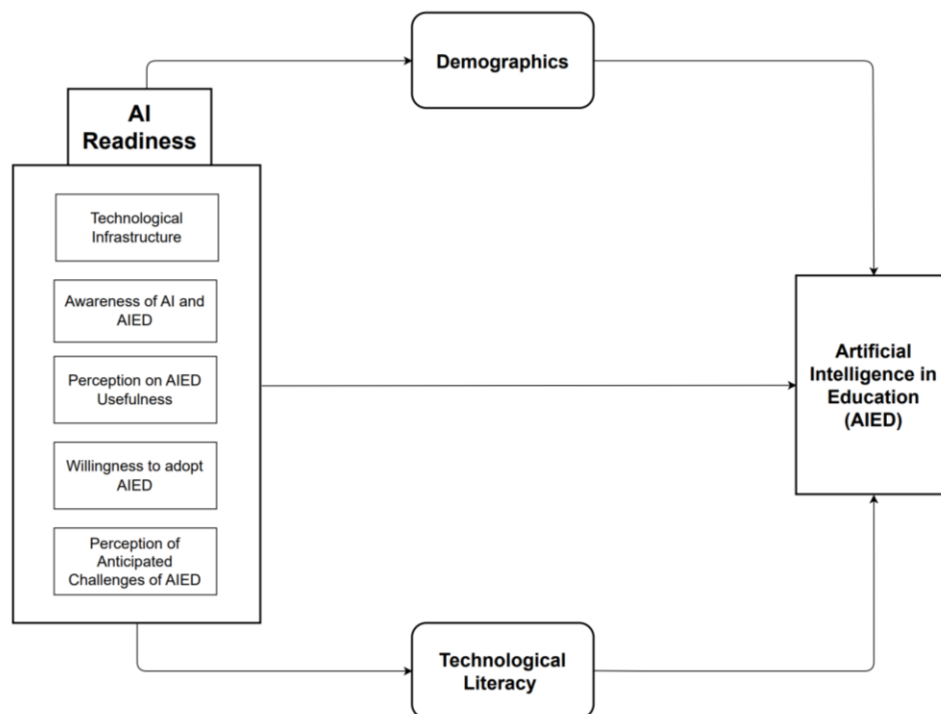 Demographics
AI
Readiness
Technological
Infrastructure
Awareness of AI and
AIED
Perception on AIED
Usefulness
Willingness to adopt
AIED
Perception of
Anticipated
Challenges of AIED
Artificial
Intelligence in
Education
(AIED)
Technological
Literacy